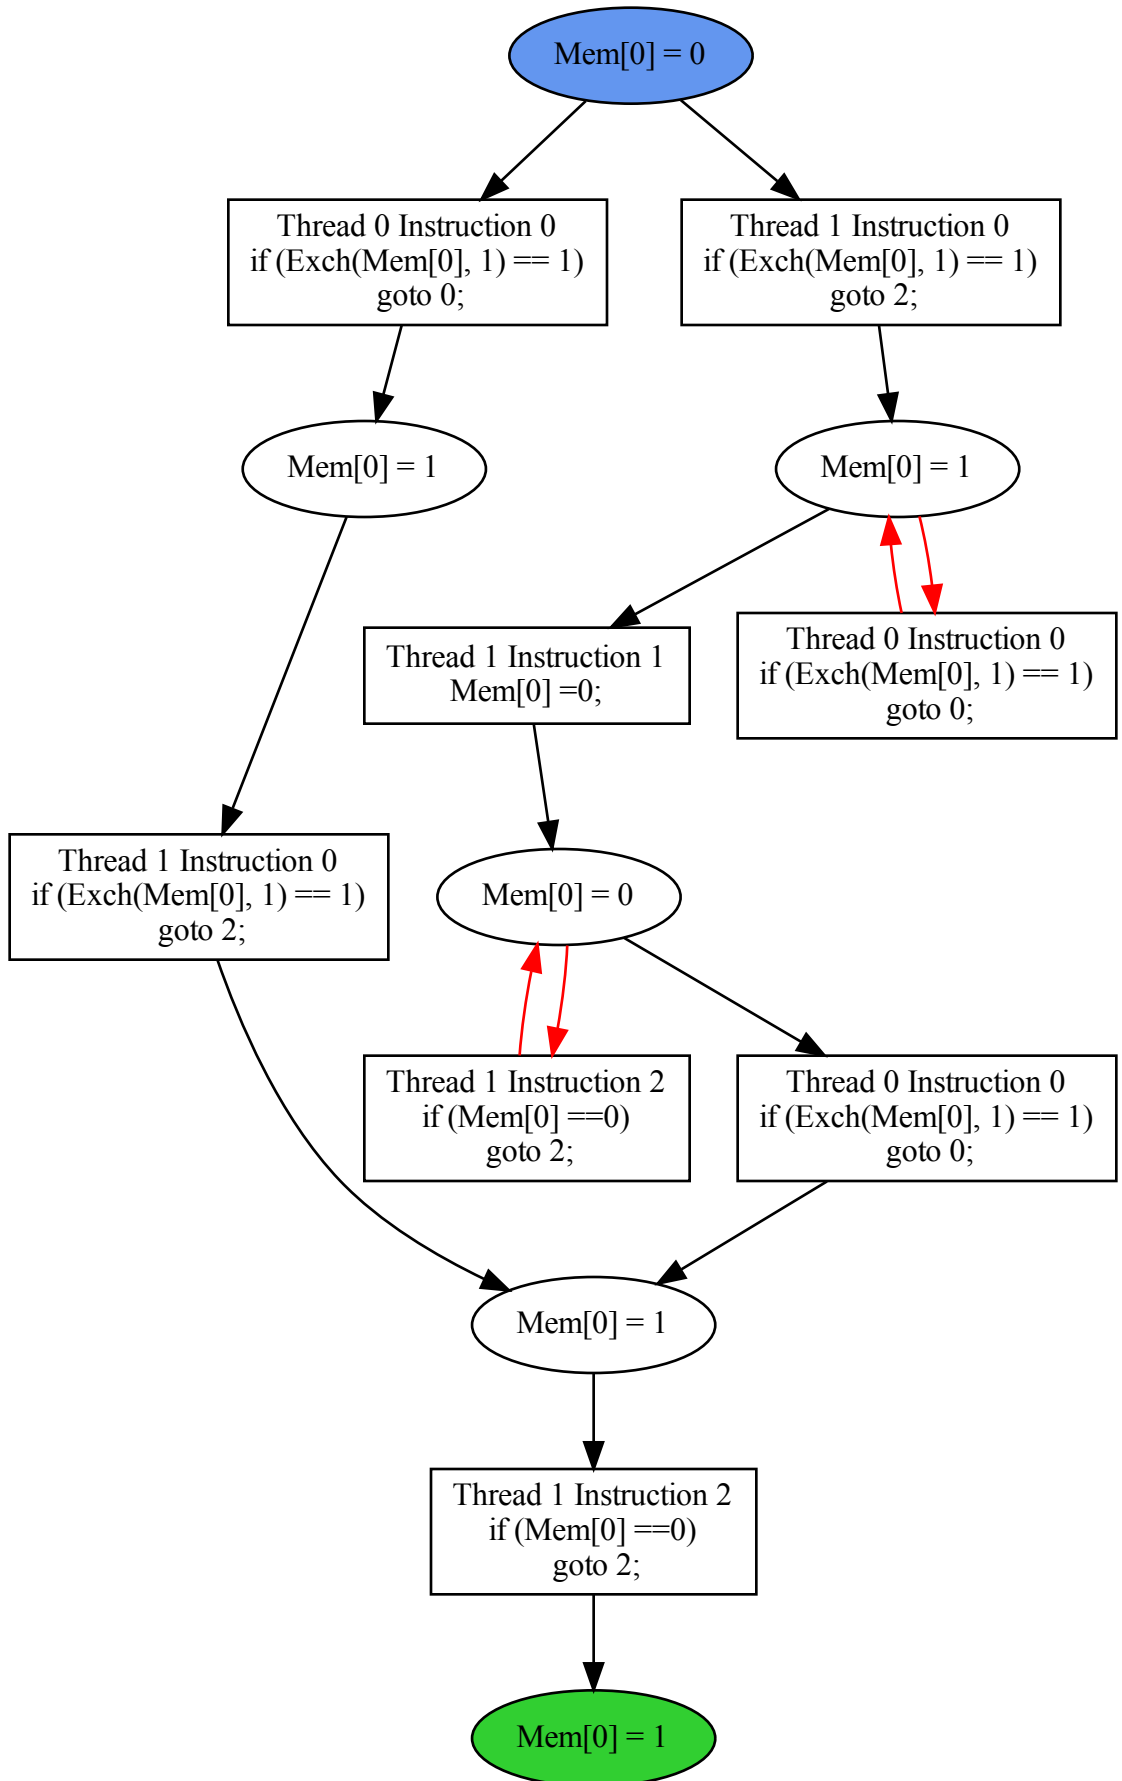 Mem[0] = 0
Thread 0 Instruction 0
if (Exch(Mem[0], 1) == 1)
goto 0;
Thread 1 Instruction 0
if (Exch(Mem[0], 1) == 1)
goto 2;
Mem[0] = 1
Mem[0] = 1
Thread 1 Instruction 1
Mem[0] =0;
Thread 0 Instruction 0
if (Exch(Mem[0], 1) == 1)
goto 0;
Thread 1 Instruction 0
if (Exch(Mem[0], 1) == 1)
goto 2;
Mem[0] = 0
Thread 1 Instruction 2
if (Mem[0] ==0)
goto 2;
Thread 0 Instruction 0
if (Exch(Mem[0], 1) == 1)
goto 0;
Mem[0] = 1
Thread 1 Instruction 2
if (Mem[0] ==0)
goto 2;
Mem[0] = 1